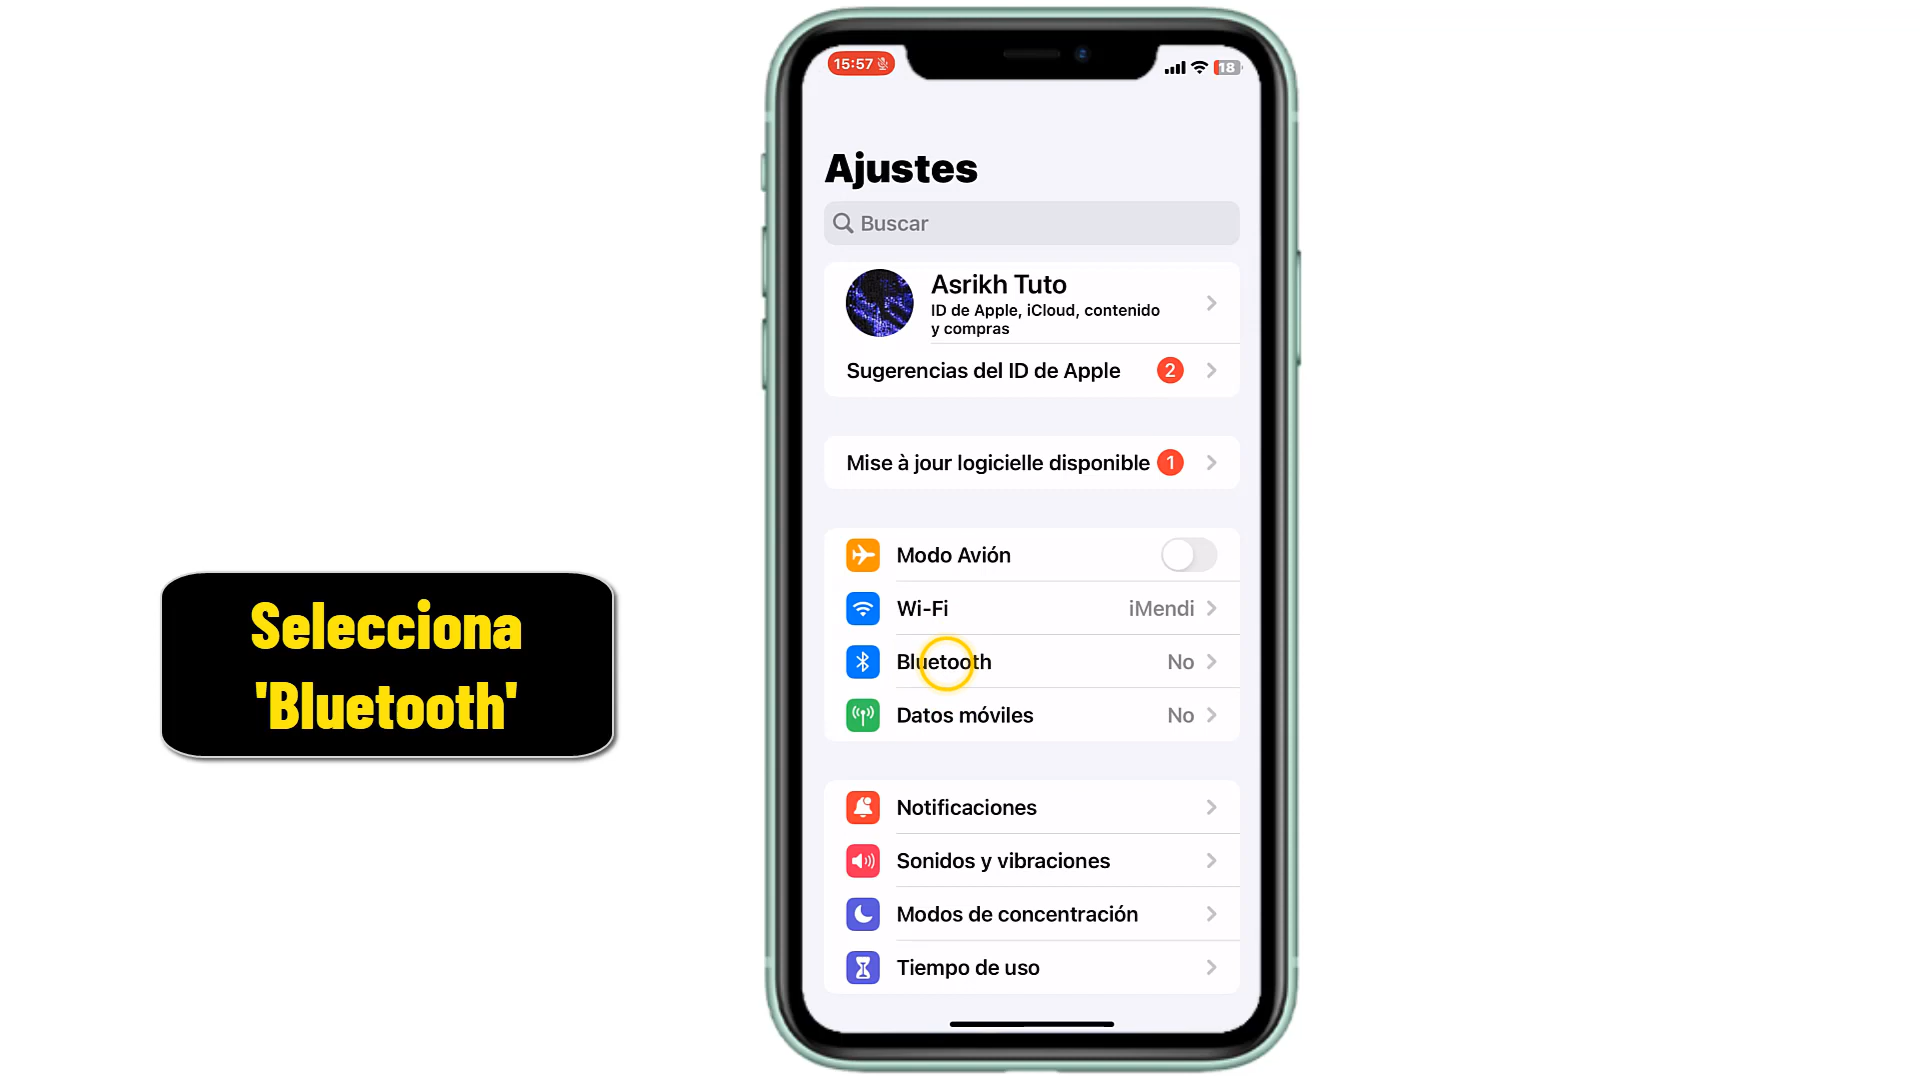 15:57
18
Ajustes
Buscar
Asrikh Tuto
ID de Apple, iCloud, contenido
y compras
Sugerencias del ID de Apple 2
Mise à jour logicielle disponible 1
Modo Avión
Wi-Fi iMendi
Bluetooth No
Datos móviles No
Notificaciones
Sonidos y vibraciones
Modos de concentración
Tiempo de uso
Selecciona
'Bluetooth'